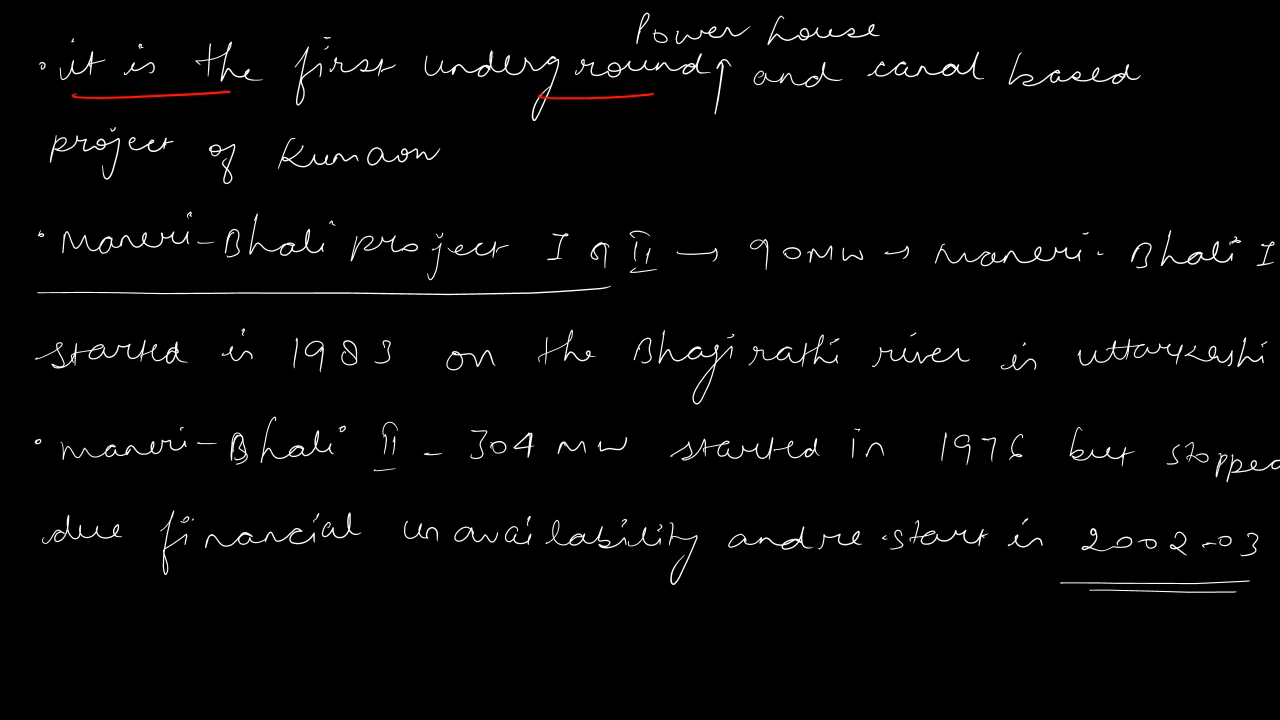 Power house
• it is the first underground ↑ and canal based
project of Kumaon
• Maneri-Bhali project I & II → 90MW → Maneri-Bhali I
started in 1983 on the Bhagirathi river in uttarkashi
• Maneri-Bhali II - 304 MW started in 1976 but stopped
due financial unavailability and re-start in 2002-03